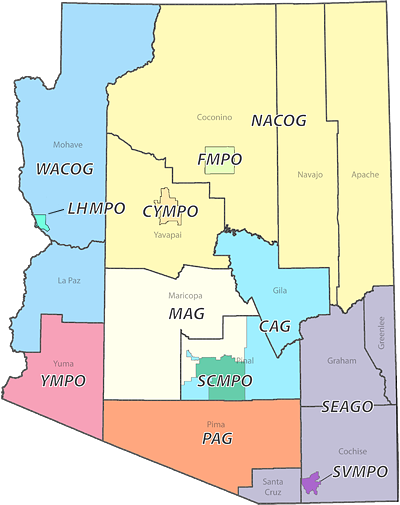 Coconino
NACOG
Mohave
FMPO
WACOG
Navajo
Apache
LHMPO
CYMPO
Yavapai
La Paz
Gila
Maricopa
MAG
CAG
Greenlee
Yuma
Pinal
Graham
YMPO
SCMPO
SEAGO
Pima
PAG
Cochise
SVMPO
Santa
Cruz